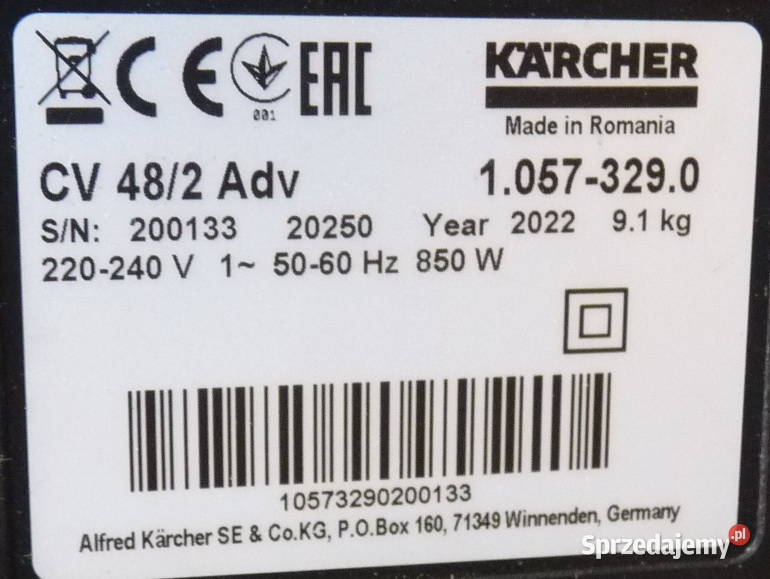 CE EAC KÄRCHER
001
Made in Romania
CV 48/2 Adv 1.057-329.0
S/N: 200133 20250 Year 2022 9.1 kg
220-240 V 1~ 50-60 Hz 850 W
10573290200133
Alfred Kärcher SE & Co.KG, P.O.Box 160, 71349 Winnenden, Germany
Sprzedajemy.pl